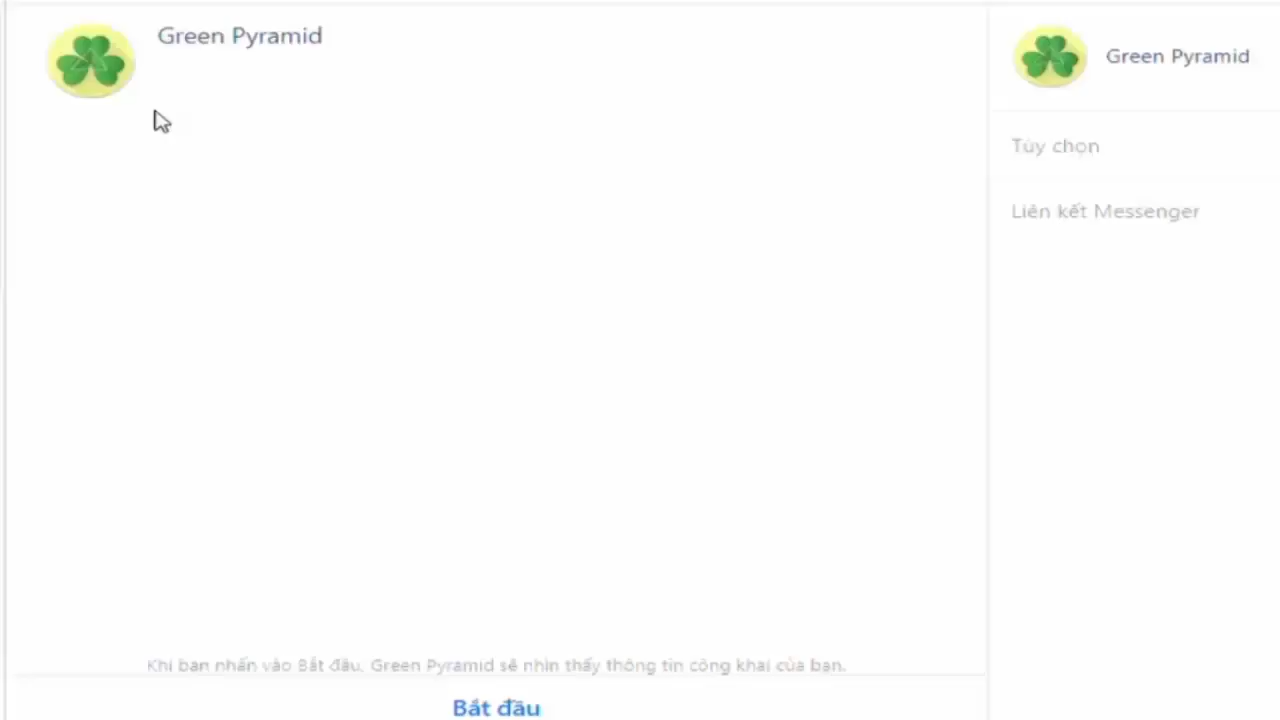 Green Pyramid
Green Pyramid
Tùy chọn
Liên kết Messenger
Khi bạn nhấn vào Bắt đầu, Green Pyramid sẽ nhìn thấy thông tin công khai của bạn.
Bắt đầu